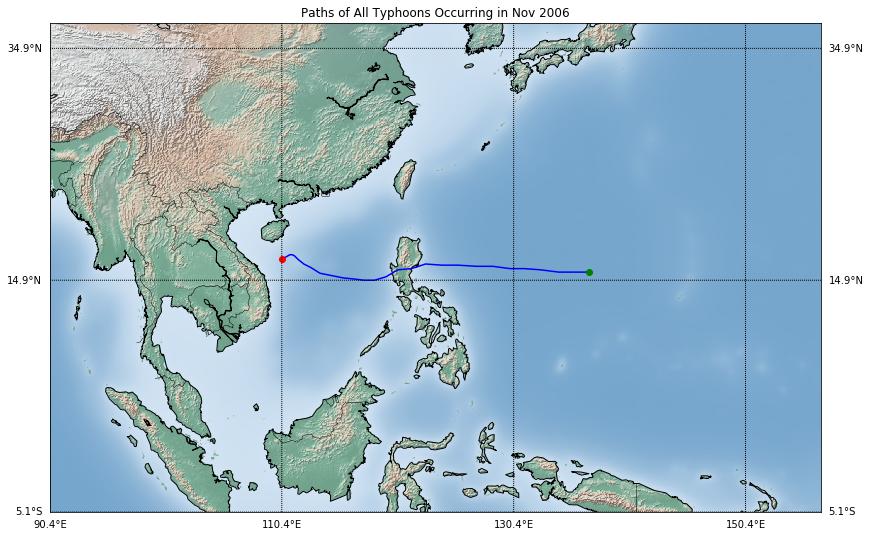 Paths of All Typhoons Occurring in Nov 2006
34.9°N 34.9°N
14.9°N 14.9°N
5.1°S 5.1°S
90.4°E 110.4°E 130.4°E 150.4°E